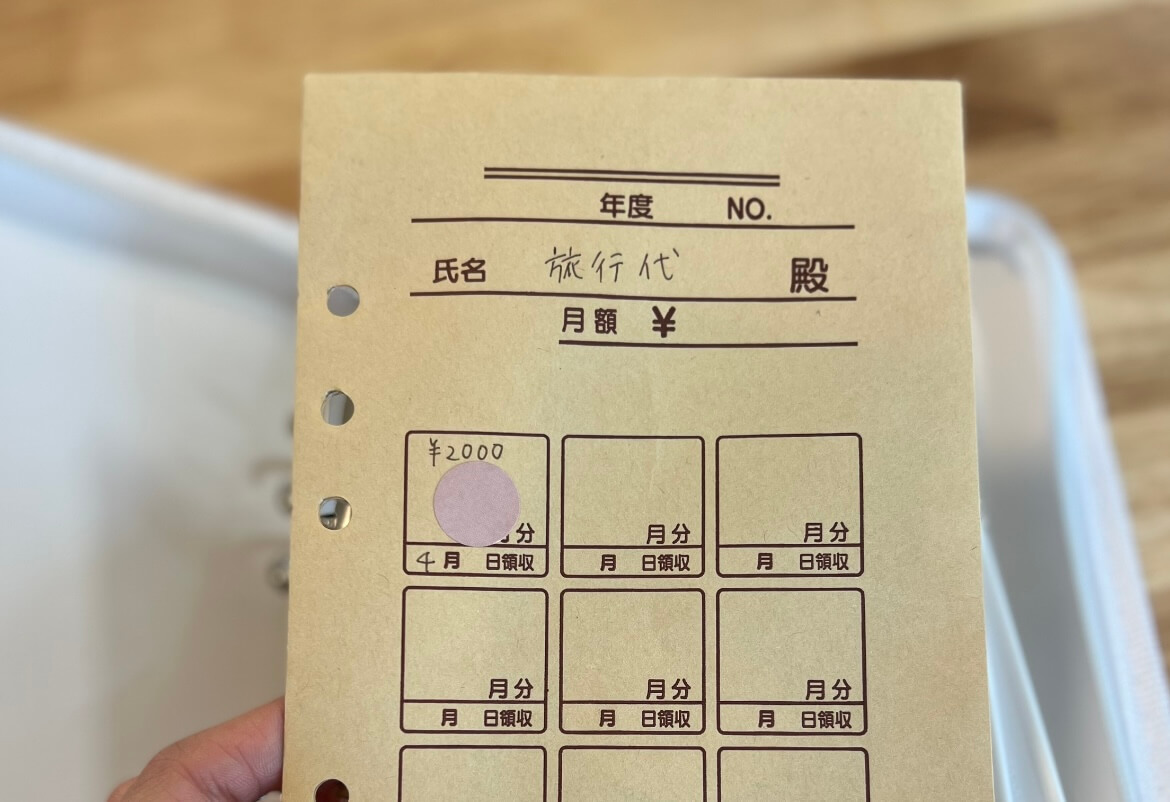 年度 NO.
氏名 旅行代 殿
月額 ¥
¥2000
月分 月分 月分
4月 日領収 月 日領収 月 日領収
月分 月分 月分
月 日領収 月 日領収 月 日領収